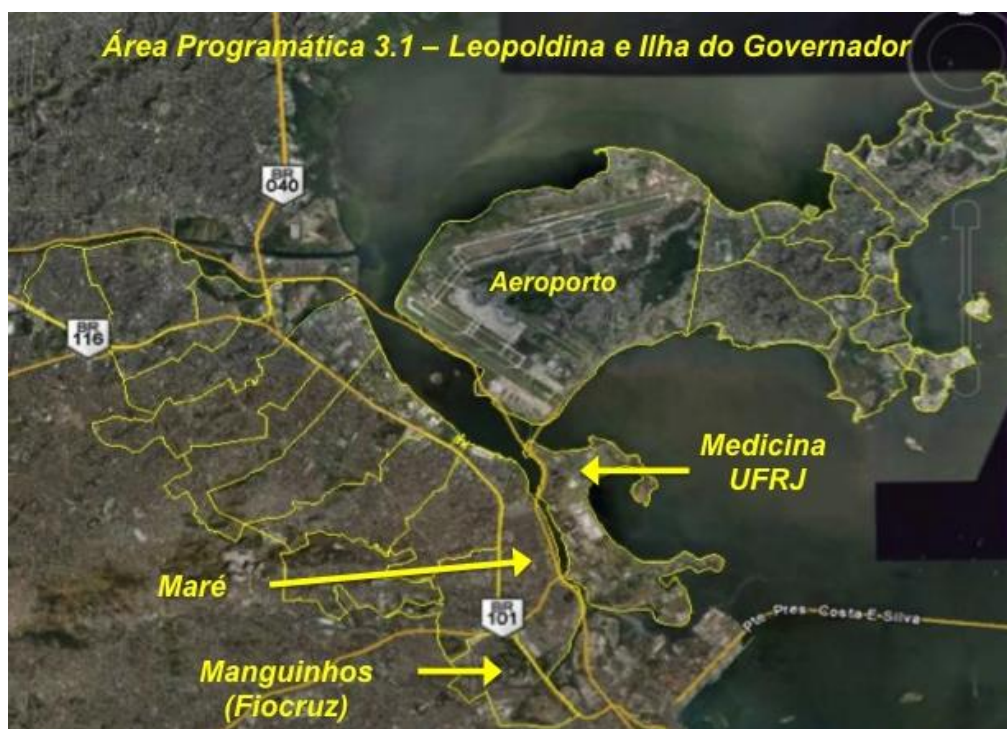 Área Programática 3.1 – Leopoldina e Ilha do Governador
BR
040
Aeroporto
BR
116
Medicina
UFRJ
Maré
BR
101
Pte. Pres. Costa E Silva
Manguinhos
(Fiocruz)